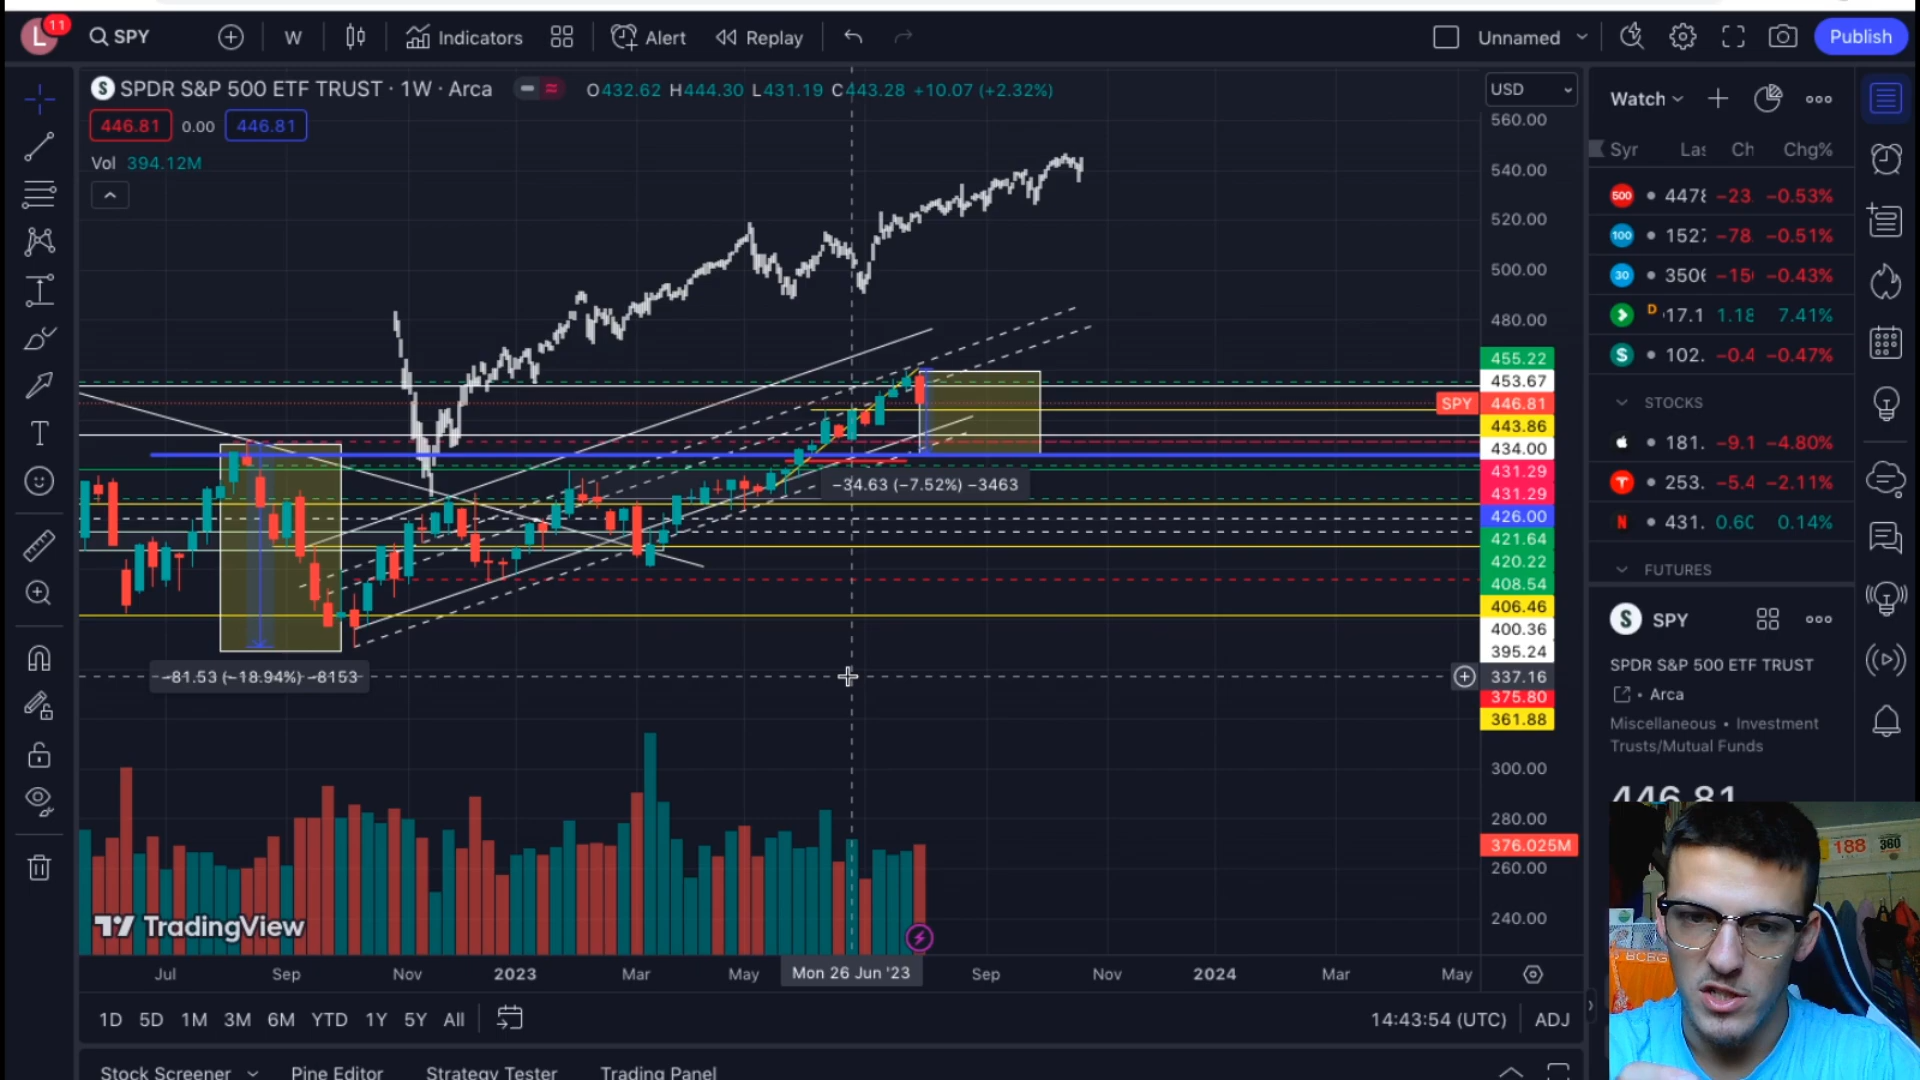 L 11 SPY W Indicators Alert Replay Unnamed Publish
S SPDR S&P 500 ETF TRUST · 1W · Arca O432.62 H444.30 L431.19 C443.28 +10.07 (+2.32%)
USD
446.81 0.00 446.81
Vol 394.12M
560.00
540.00
520.00
500.00
480.00
455.22
453.67
SPY 446.81
443.86
434.00
431.29
431.29
426.00
421.64
420.22
408.54
406.46
400.36
395.24
337.16
375.80
361.88
300.00
280.00
376.025M
260.00
240.00
−34.63 (−7.52%) −3463
−81.53 (−18.94%) −8153
TradingView
Jul Sep Nov 2023 Mar May Mon 26 Jun '23 Sep Nov 2024 Mar May
1D 5D 1M 3M 6M YTD 1Y 5Y All 14:43:54 (UTC) ADJ
Stock Screener Pine Editor Strategy Tester Trading Panel
Watch
Syr Las Ch Chg%
500 4478 −23. −0.53%
100 −78. −0.51%
30 3506 −0.43%
D 17.1 1.18 7.41%
S 102. −0.4 −0.47%
STOCKS
181. −9.1 −4.80%
T 253. −5.4 −2.11%
N 431. 0.60 0.14%
FUTURES
S SPY
SPDR S&P 500 ETF TRUST
Arca
Miscellaneous • Investment
Trusts/Mutual Funds
446.81
188 360
BCBG